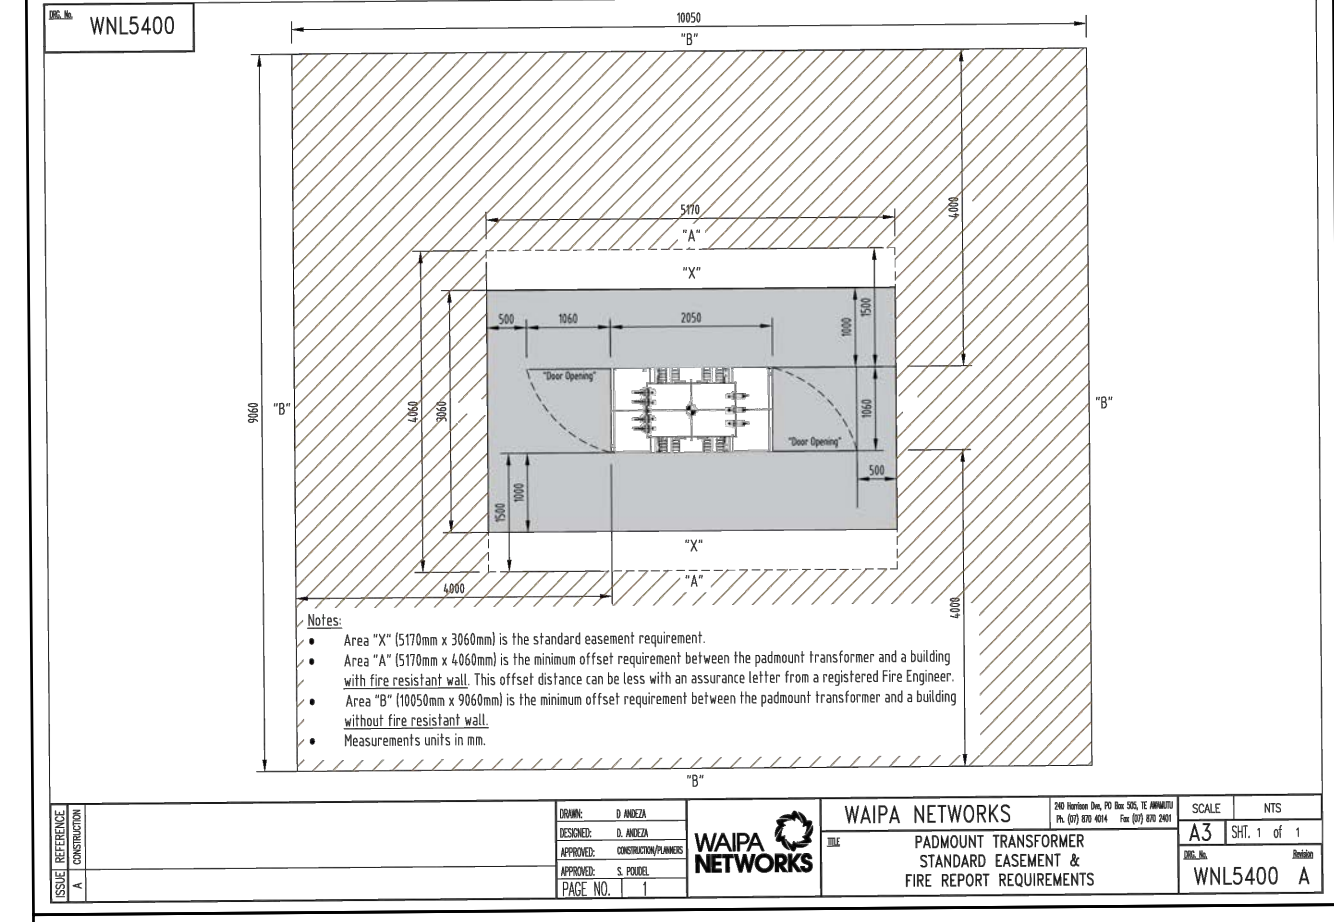 DRG. No.
WNL5400
10050
"B"
4000
5170
"A"
"X"
500
1060
2050
1000
1500
"Door Opening"
9060
"B"
4060
3060
1060
"B"
"Door Opening"
500
1500
1000
"X"
"A"
4000
4000
Notes:
• Area "X" (5170mm x 3060mm) is the standard easement requirement.
• Area "A" (5170mm x 4060mm) is the minimum offset requirement between the padmount transformer and a building
with fire resistant wall. This offset distance can be less with an assurance letter from a registered Fire Engineer.
• Area "B" (10050mm x 9060mm) is the minimum offset requirement between the padmount transformer and a building
without fire resistant wall.
• Measurements units in mm.
"B"
ISSUE REFERENCE
A CONSTRUCTION
DRAWN: D ANDEZA
DESIGNED: D. ANDEZA
APPROVED: CONSTRUCTION/PLANNERS
APPROVED: S. POUDEL
PAGE NO. 1
WAIPA
NETWORKS
WAIPA NETWORKS
240 Harrison Dve, PO Box 505, TE AWAMUTU
Ph. (07) 870 4014 Fax (07) 870 2401
TITLE
PADMOUNT TRANSFORMER
STANDARD EASEMENT &
FIRE REPORT REQUIREMENTS
SCALE NTS
A3 SHT. 1 of 1
DRG. No. Revision
WNL5400 A